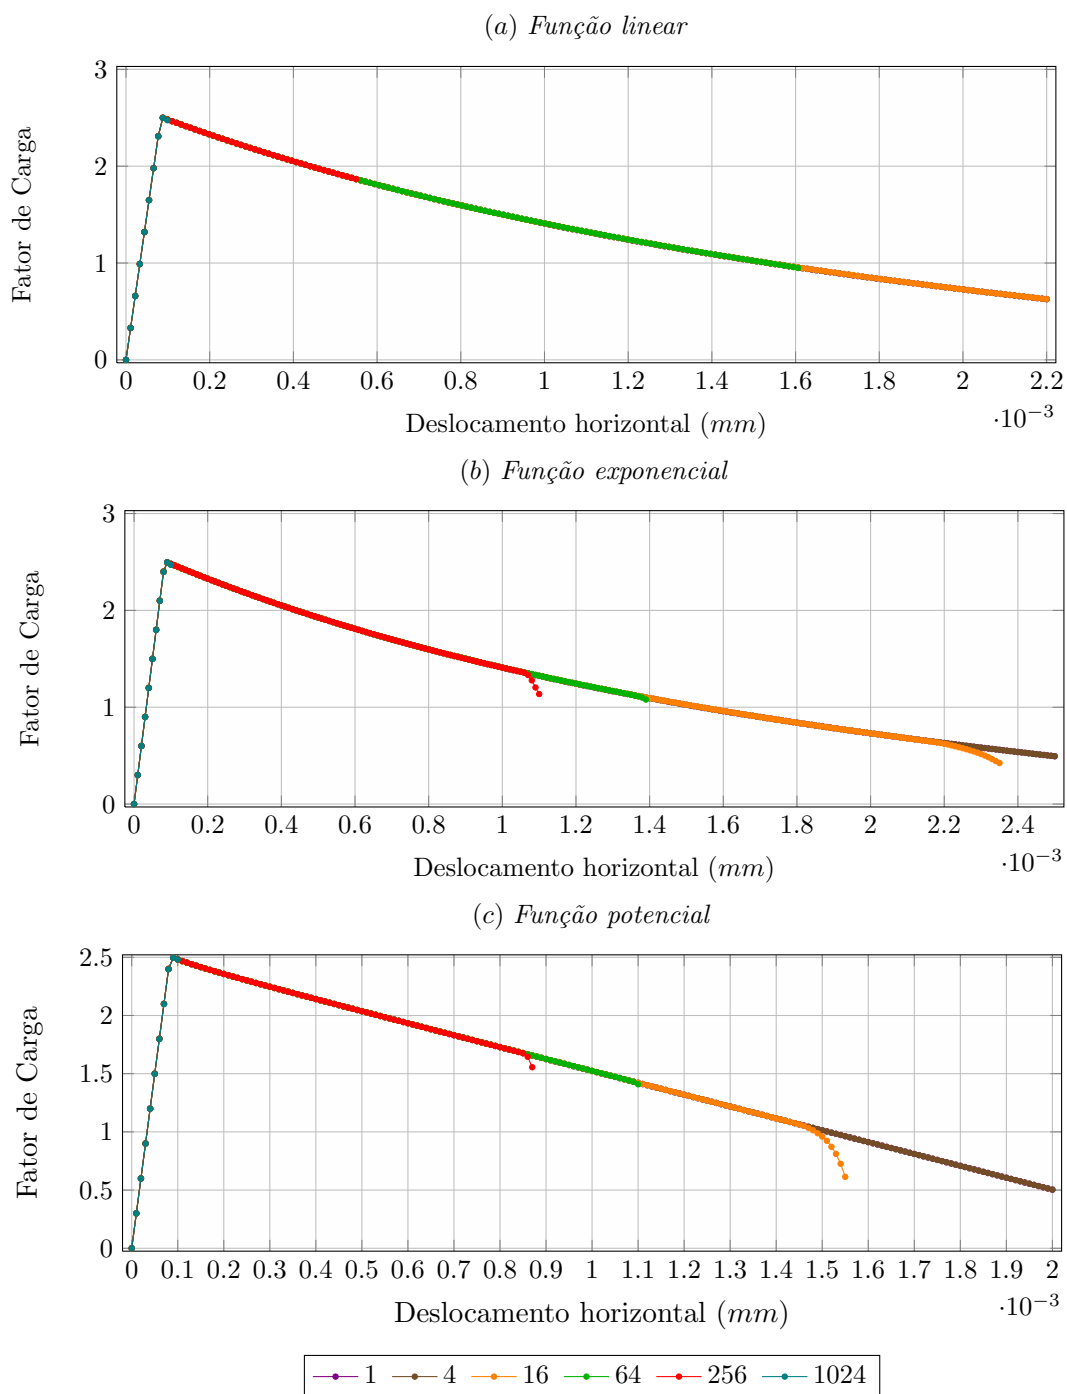 (a) Função linear
3
2
1
0
Fator de Carga
0 0.2 0.4 0.6 0.8 1 1.2 1.4 1.6 1.8 2 2.2
·10⁻³
Deslocamento horizontal (mm)
(b) Função exponencial
3
2
1
0
Fator de Carga
0 0.2 0.4 0.6 0.8 1 1.2 1.4 1.6 1.8 2 2.2 2.4
·10⁻³
Deslocamento horizontal (mm)
(c) Função potencial
2.5
2
1.5
1
0.5
0
Fator de Carga
0 0.1 0.2 0.3 0.4 0.5 0.6 0.7 0.8 0.9 1 1.1 1.2 1.3 1.4 1.5 1.6 1.7 1.8 1.9 2
·10⁻³
Deslocamento horizontal (mm)
1 4 16 64 256 1024